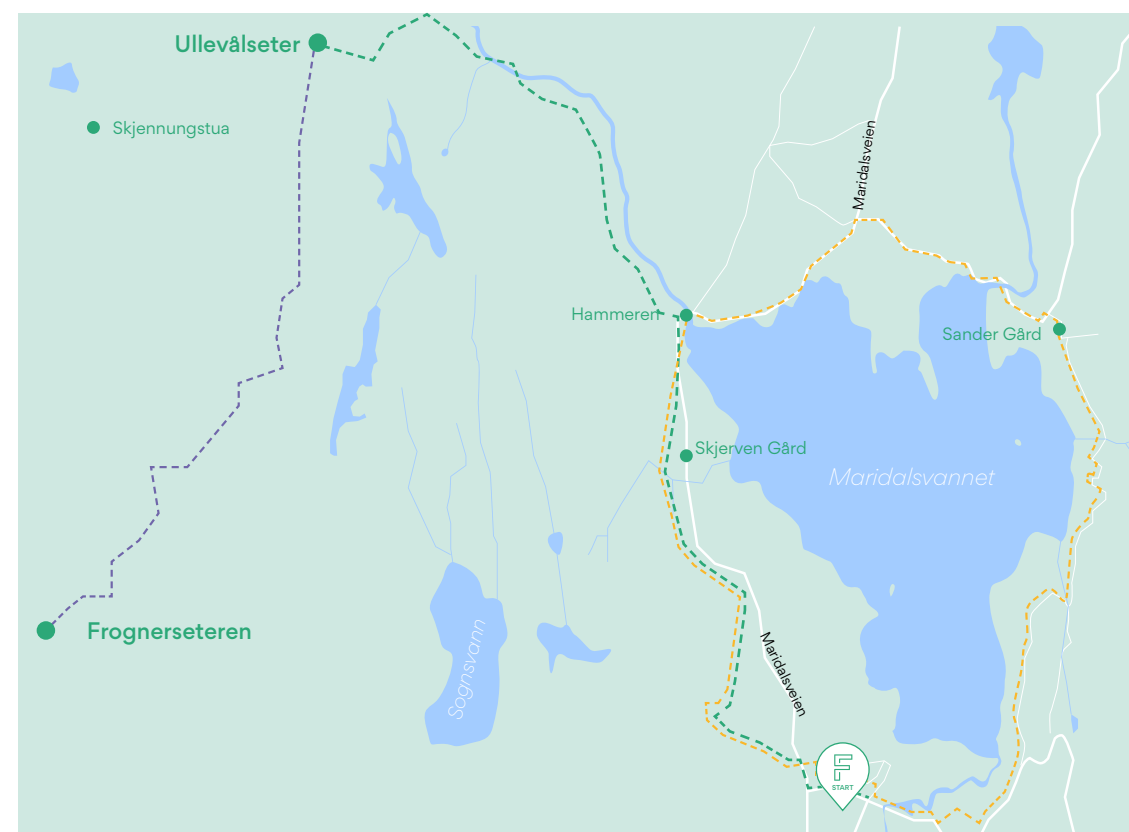 Ullevålseter
Skjennungstua
Maridalsveien
Hammeren
Sander Gård
Skjerven Gård
Maridalsvannet
Frognerseteren
Sognsvann
Maridalsveien
F
START